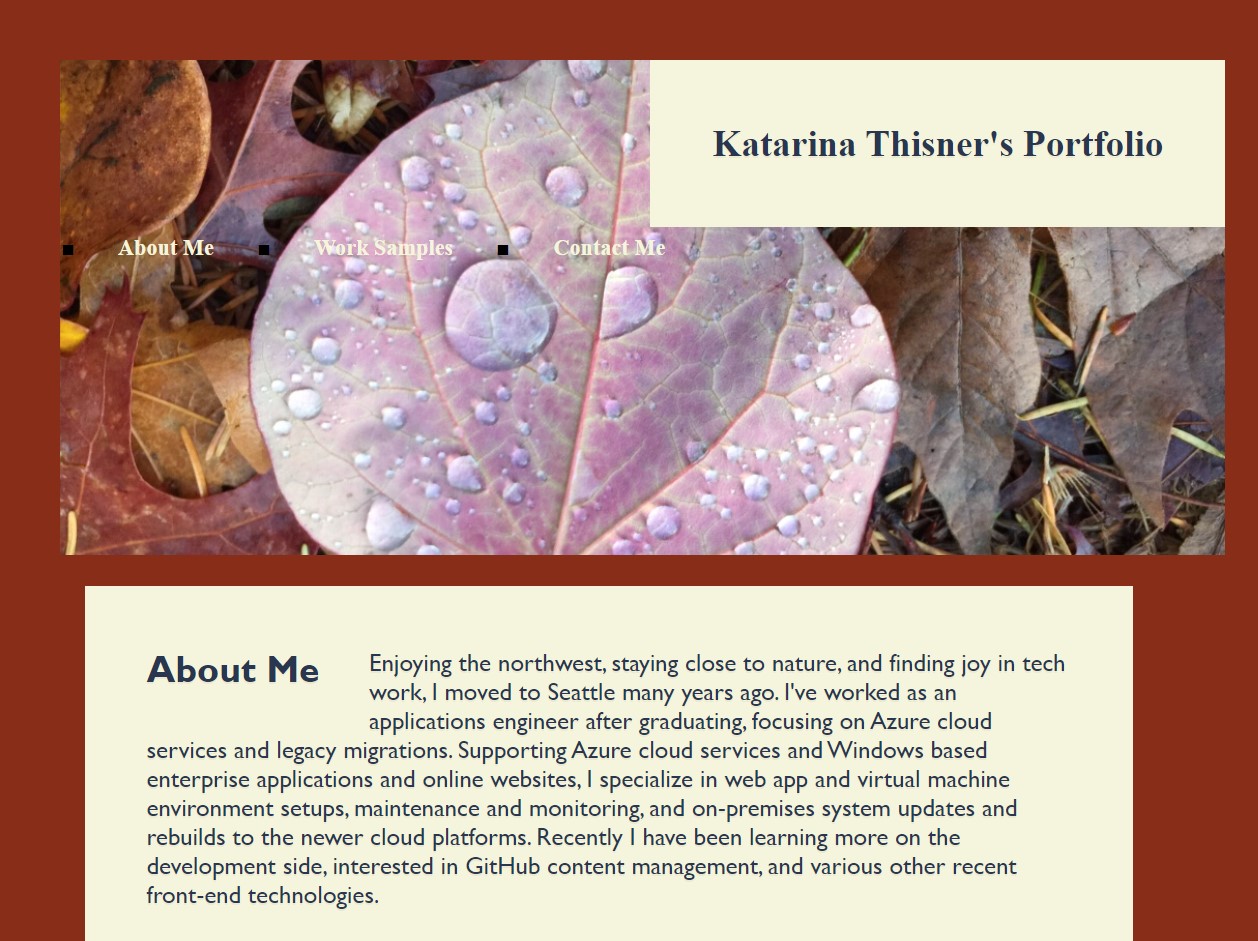 Katarina Thisner's Portfolio
About Me
Work Samples
Contact Me
About Me
Enjoying the northwest, staying close to nature, and finding joy in tech
work, I moved to Seattle many years ago. I've worked as an
applications engineer after graduating, focusing on Azure cloud
services and legacy migrations. Supporting Azure cloud services and Windows based
enterprise applications and online websites, I specialize in web app and virtual machine
environment setups, maintenance and monitoring, and on-premises system updates and
rebuilds to the newer cloud platforms. Recently I have been learning more on the
development side, interested in GitHub content management, and various other recent
front-end technologies.